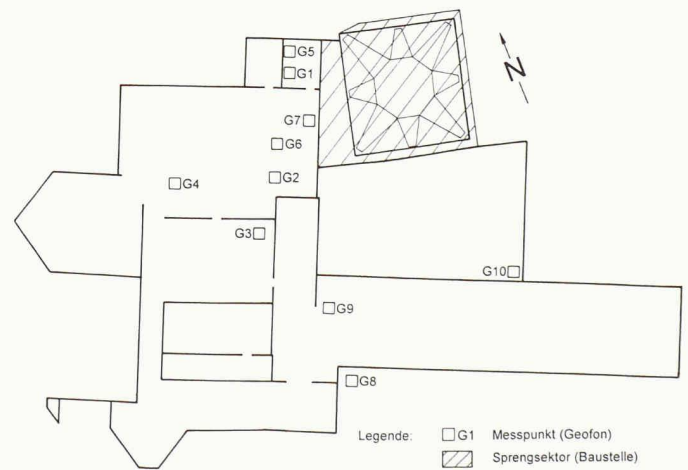 G5
G1
N
G7
G6
G4
G2
G3
G10
G9
G8
Legende: G1 Messpunkt (Geofon)
Sprengsektor (Baustelle)